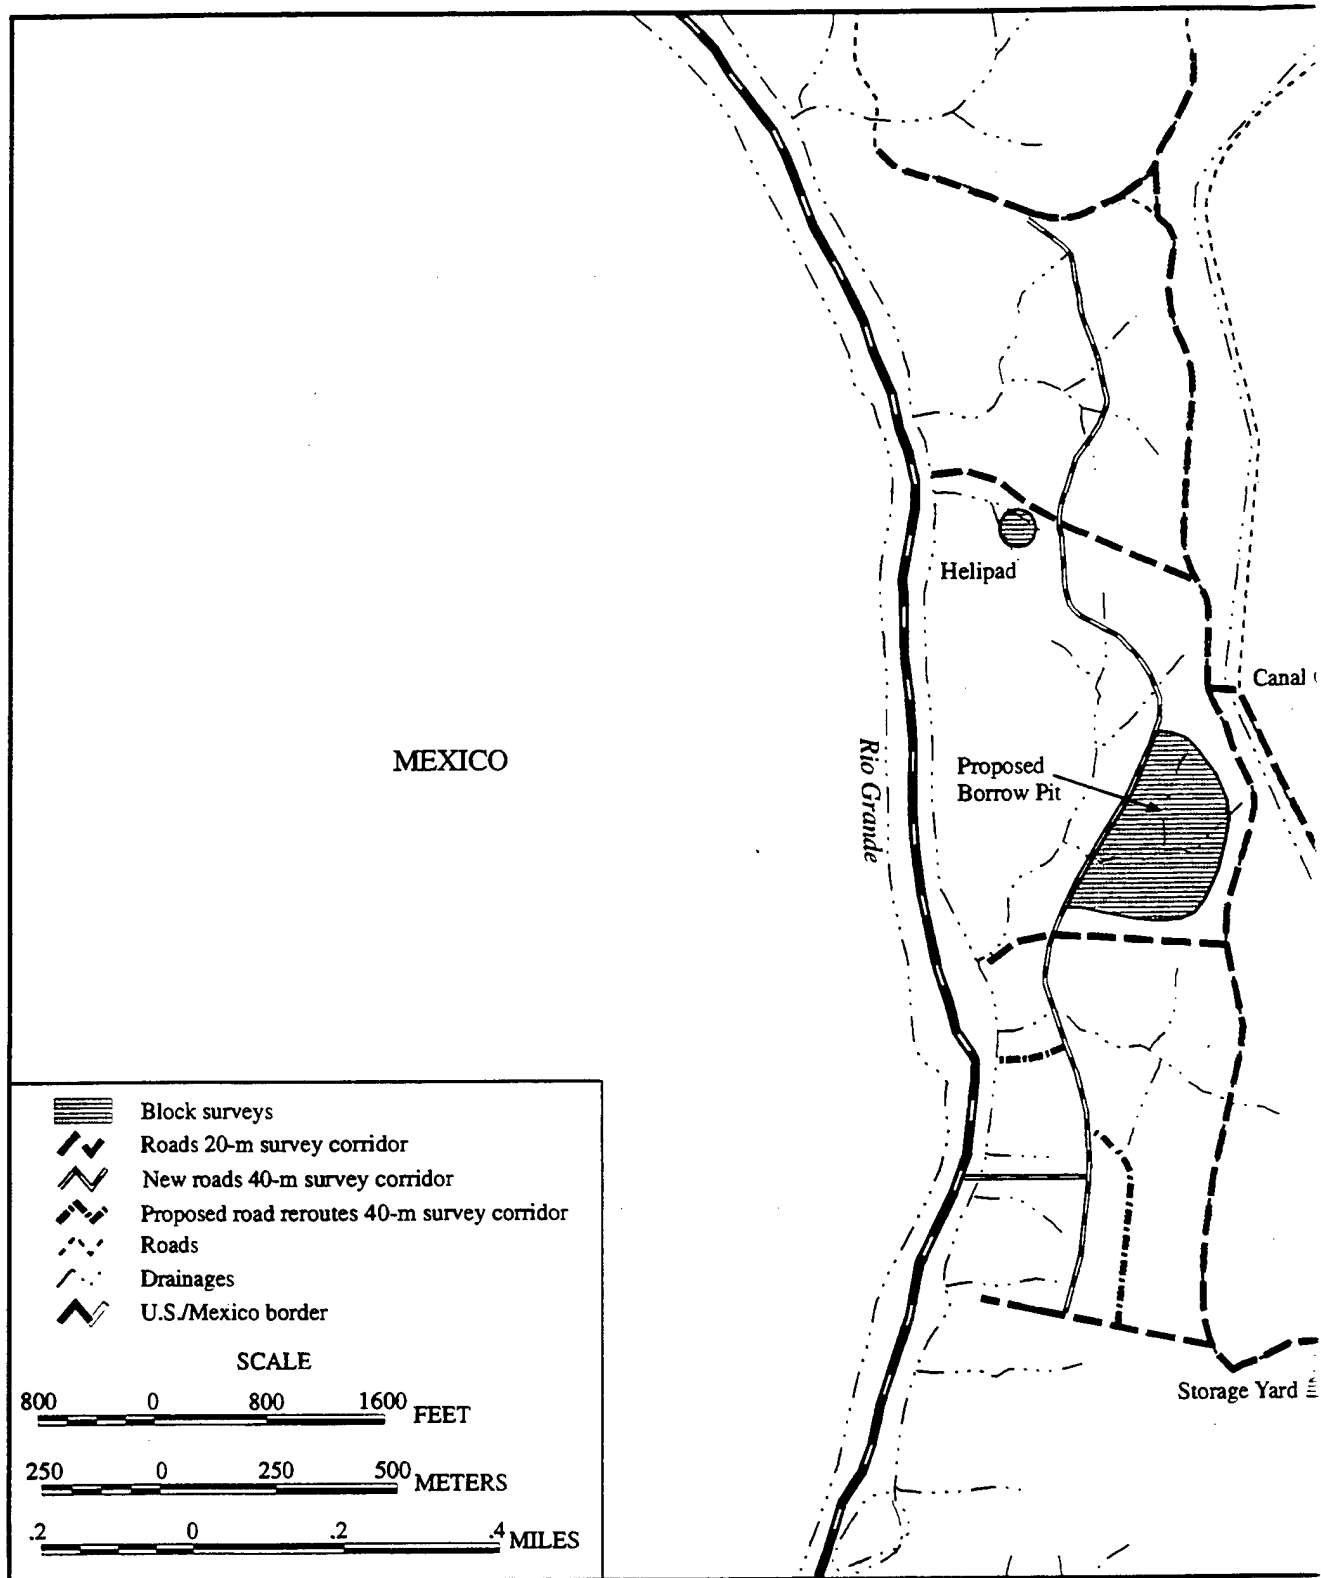 Helipad
Canal
MEXICO
Rio Grande
Proposed
Borrow Pit
Block surveys
Roads 20-m survey corridor
New roads 40-m survey corridor
Proposed road reroutes 40-m survey corridor
Roads
Drainages
U.S./Mexico border
SCALE
800 0 800 1600 FEET
Storage Yard
250 0 250 500 METERS
.2 0 .2 .4 MILES